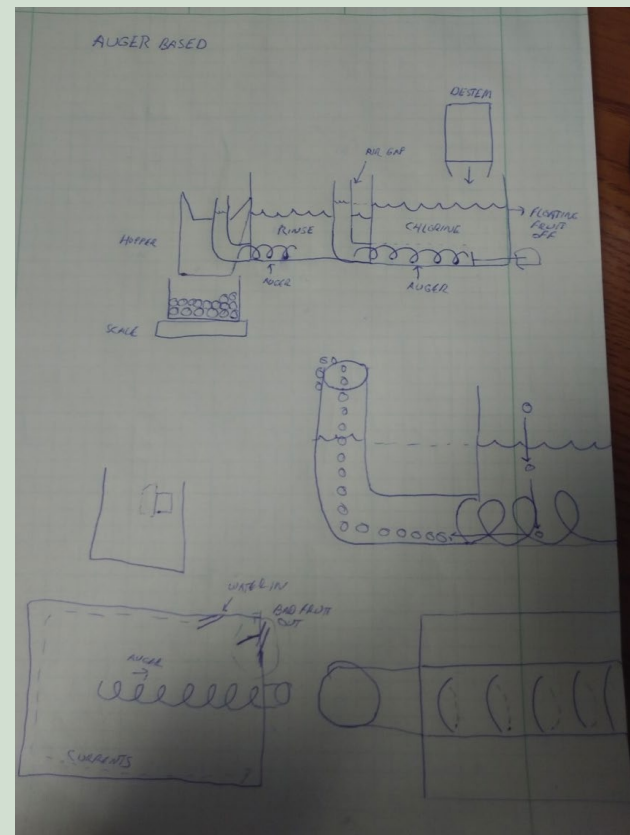 AUGER BASED
DESTEM
AIR GAP
RINSE
CHLORINE
FLOATING
FRUIT
OFF
HOPPER
AUGER
AUGER
SCALE
WATER IN
BAD FRUIT
OUT
AUGER
CURRENTS